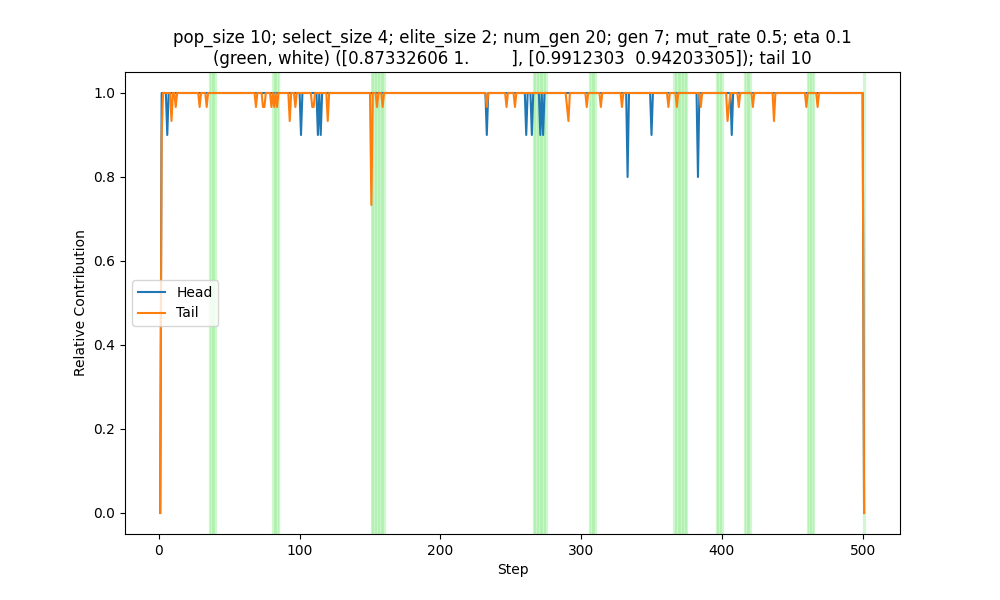 pop_size 10; select_size 4; elite_size 2; num_gen 20; gen 7; mut_rate 0.5; eta 0.1
(green, white) ([0.87332606 1.        ], [0.9912303  0.94203305]); tail 10
1.0
0.8
0.6
0.4
0.2
0.0
Relative Contribution
Head
Tail
0
100
200
300
400
500
Step